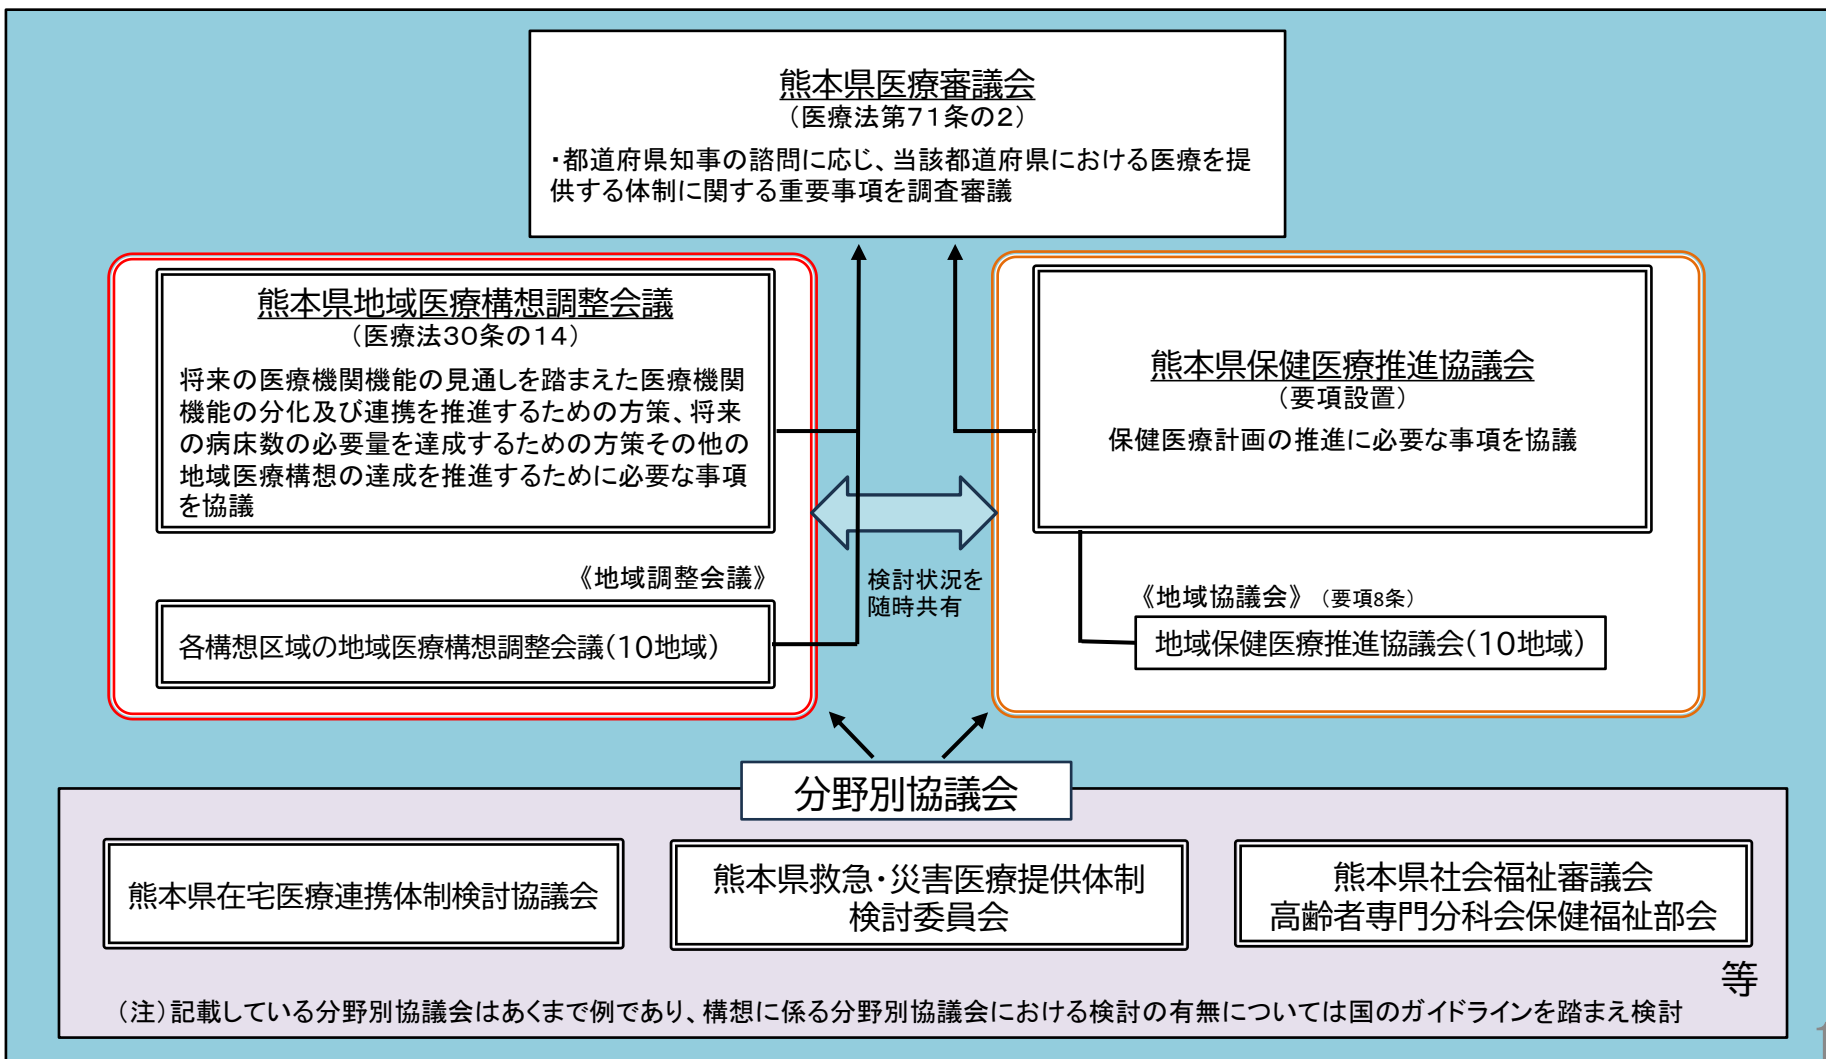 熊本県医療審議会
（医療法第７１条の２）
・都道府県知事の諮問に応じ、当該都道府県における医療を提
供する体制に関する重要事項を調査審議
熊本県地域医療構想調整会議
（医療法３０条の１４）
将来の医療機関機能の見通しを踏まえた医療機関
機能の分化及び連携を推進するための方策、将来
の病床数の必要量を達成するための方策その他の
地域医療構想の達成を推進するために必要な事項
を協議
《地域調整会議》
各構想区域の地域医療構想調整会議（１０地域）
検討状況を
随時共有
熊本県保健医療推進協議会
（要項設置）
保健医療計画の推進に必要な事項を協議
《地域協議会》（要項8条）
地域保健医療推進協議会（１０地域）
分野別協議会
熊本県在宅医療連携体制検討協議会
熊本県救急・災害医療提供体制
検討委員会
熊本県社会福祉審議会
高齢者専門分科会保健福祉部会
等
（注）記載している分野別協議会はあくまで例であり、構想に係る分野別協議会における検討の有無については国のガイドラインを踏まえ検討